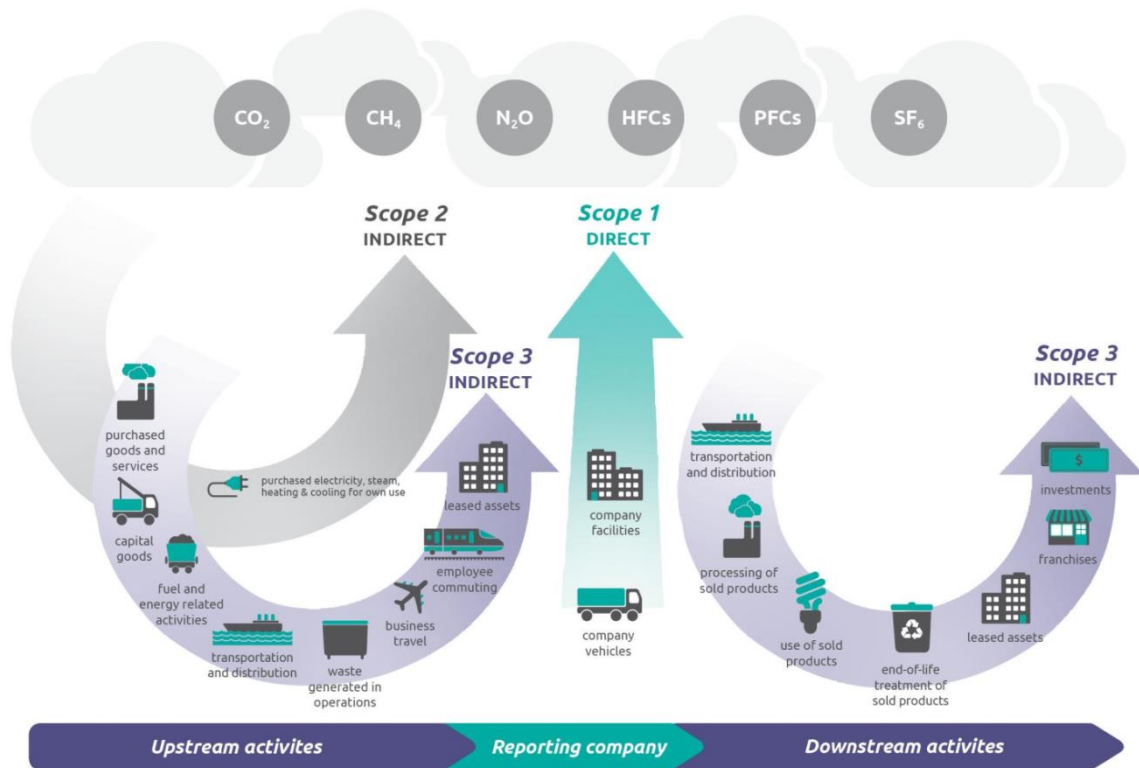 CO₂
CH₄
N₂O
HFCs
PFCs
SF₆
Scope 2
INDIRECT
Scope 1
DIRECT
Scope 3
INDIRECT
Scope 3
INDIRECT
purchased
goods and
services
purchased electricity, steam,
heating & cooling for own use
capital
goods
fuel and
energy related
activities
transportation
and distribution
waste
generated in
operations
business
travel
employee
commuting
leased assets
company
facilities
company
vehicles
transportation
and distribution
processing of
sold products
use of sold
products
end-of-life
treatment of
sold products
leased assets
franchises
$
investments
Upstream activites
Reporting company
Downstream activites